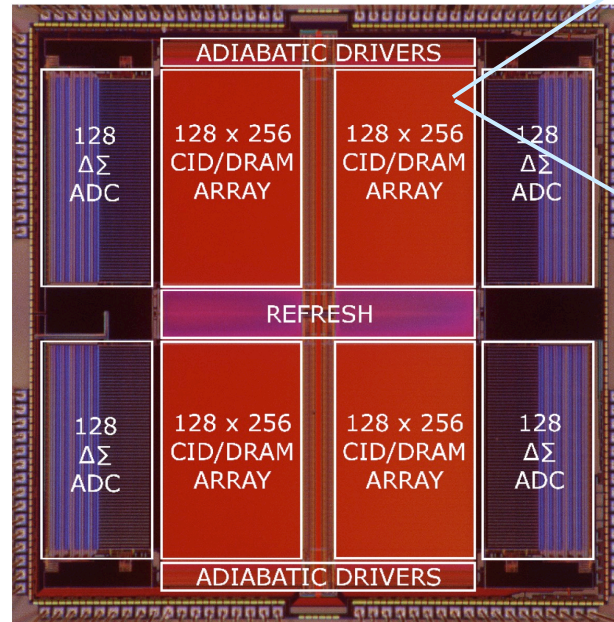 ADIABATIC DRIVERS
128
ΔΣ
ADC
128 x 256
CID/DRAM
ARRAY
128 x 256
CID/DRAM
ARRAY
128
ΔΣ
ADC
REFRESH
128
ΔΣ
ADC
128 x 256
CID/DRAM
ARRAY
128 x 256
CID/DRAM
ARRAY
128
ΔΣ
ADC
ADIABATIC DRIVERS